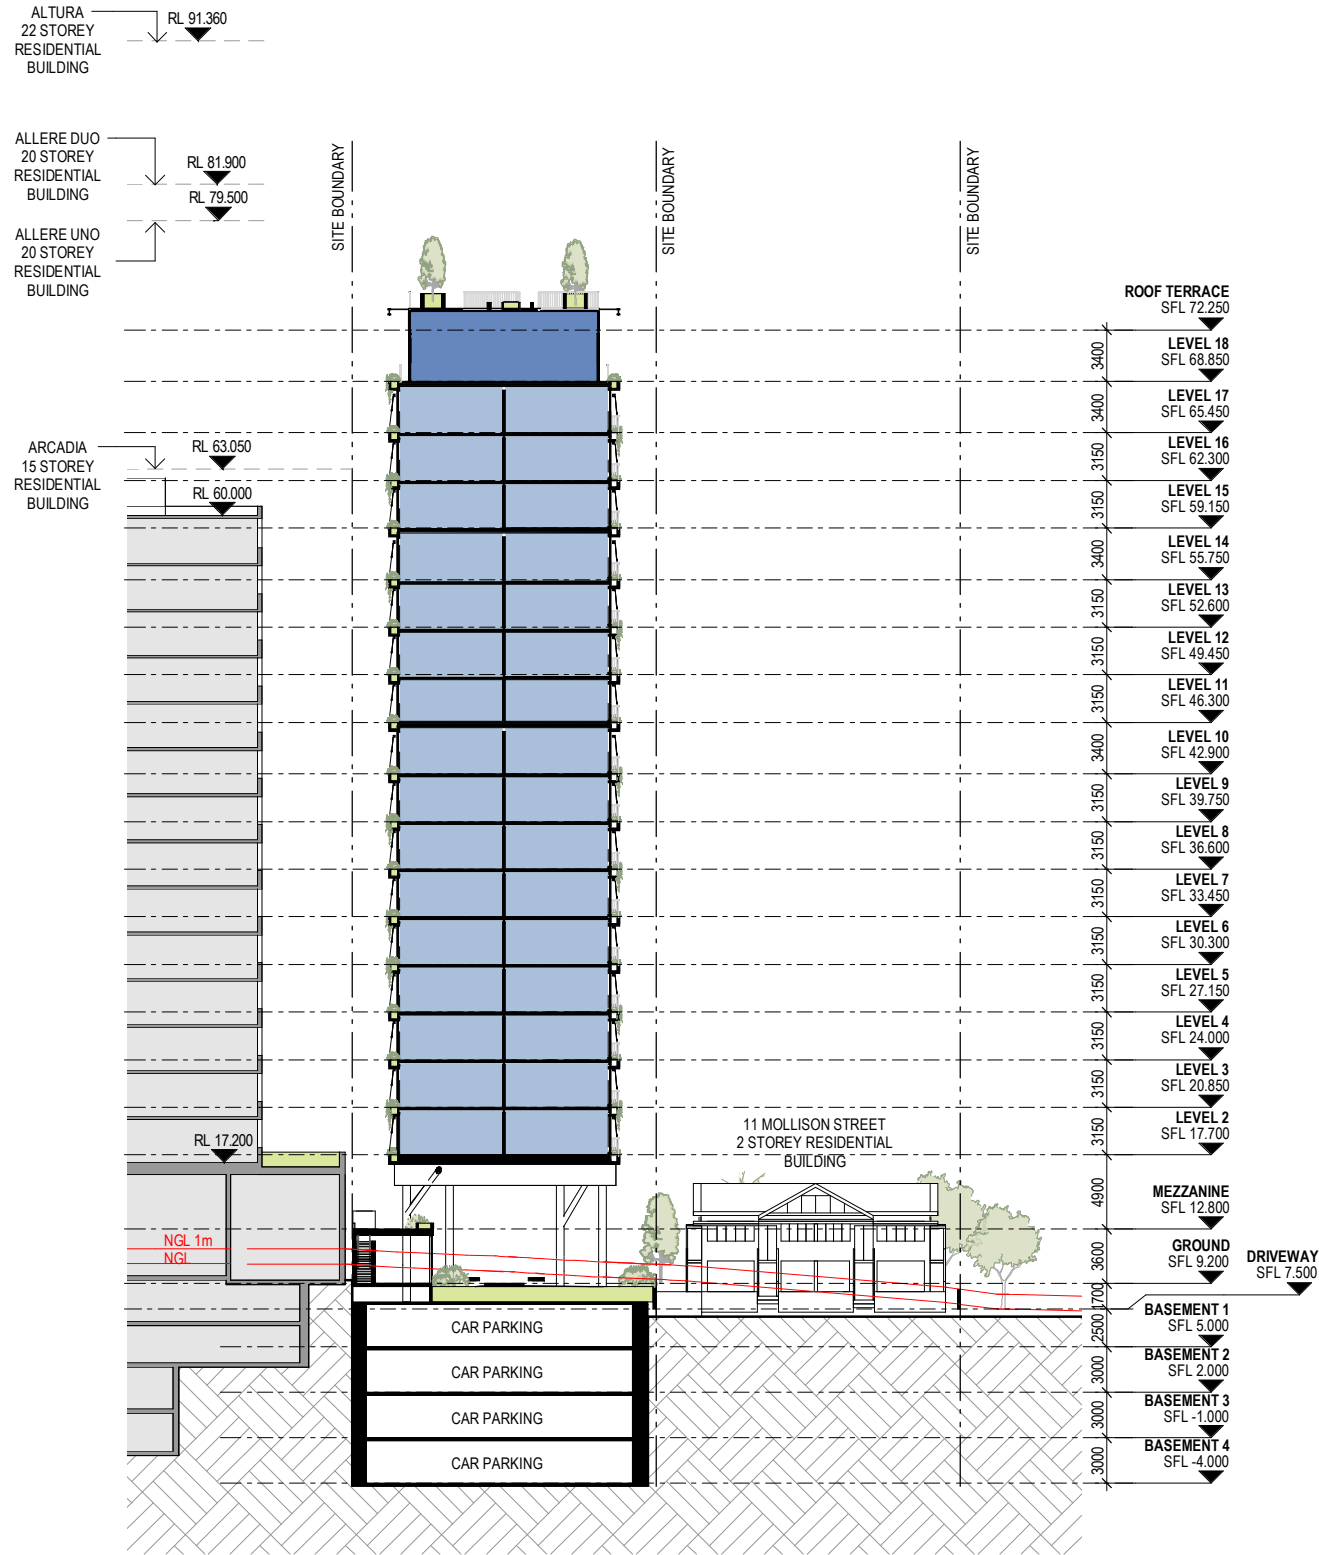 ALTURA
22 STOREY
RESIDENTIAL
BUILDING
RL 91.360
ALLERE DUO
20 STOREY
RESIDENTIAL
BUILDING
RL 81.900
RL 79.500
ALLERE UNO
20 STOREY
RESIDENTIAL
BUILDING
SITE BOUNDARY
SITE BOUNDARY
SITE BOUNDARY
ARCADIA
15 STOREY
RESIDENTIAL
BUILDING
RL 63.050
RL 60.000
RL 17.200
NGL 1m
NGL
11 MOLLISON STREET
2 STOREY RESIDENTIAL
BUILDING
CAR PARKING
CAR PARKING
CAR PARKING
CAR PARKING
3400
3400
3150
3150
3400
3150
3150
3150
3400
3150
3150
3150
3150
3150
3150
3150
3150
4900
3600
1700
2500
3000
3000
3000
ROOF TERRACE
SFL 72.250
LEVEL 18
SFL 68.850
LEVEL 17
SFL 65.450
LEVEL 16
SFL 62.300
LEVEL 15
SFL 59.150
LEVEL 14
SFL 55.750
LEVEL 13
SFL 52.600
LEVEL 12
SFL 49.450
LEVEL 11
SFL 46.300
LEVEL 10
SFL 42.900
LEVEL 9
SFL 39.750
LEVEL 8
SFL 36.600
LEVEL 7
SFL 33.450
LEVEL 6
SFL 30.300
LEVEL 5
SFL 27.150
LEVEL 4
SFL 24.000
LEVEL 3
SFL 20.850
LEVEL 2
SFL 17.700
MEZZANINE
SFL 12.800
GROUND
SFL 9.200
DRIVEWAY
SFL 7.500
BASEMENT 1
SFL 5.000
BASEMENT 2
SFL 2.000
BASEMENT 3
SFL -1.000
BASEMENT 4
SFL -4.000